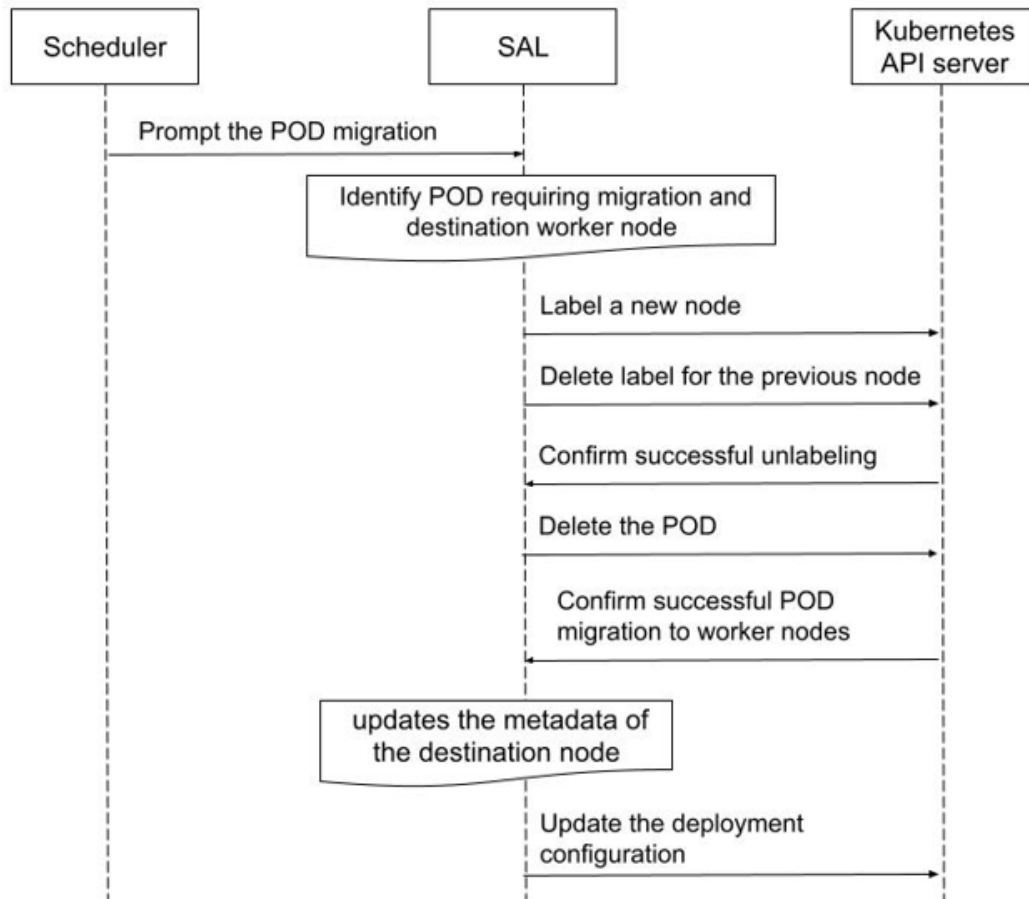 Scheduler
SAL
Kubernetes
API server
Prompt the POD migration
Identify POD requiring migration and
destination worker node
Label a new node
Delete label for the previous node
Confirm successful unlabeling
Delete the POD
Confirm successful POD
migration to worker nodes
updates the metadada of
the destination node
Update the deployment
configuration